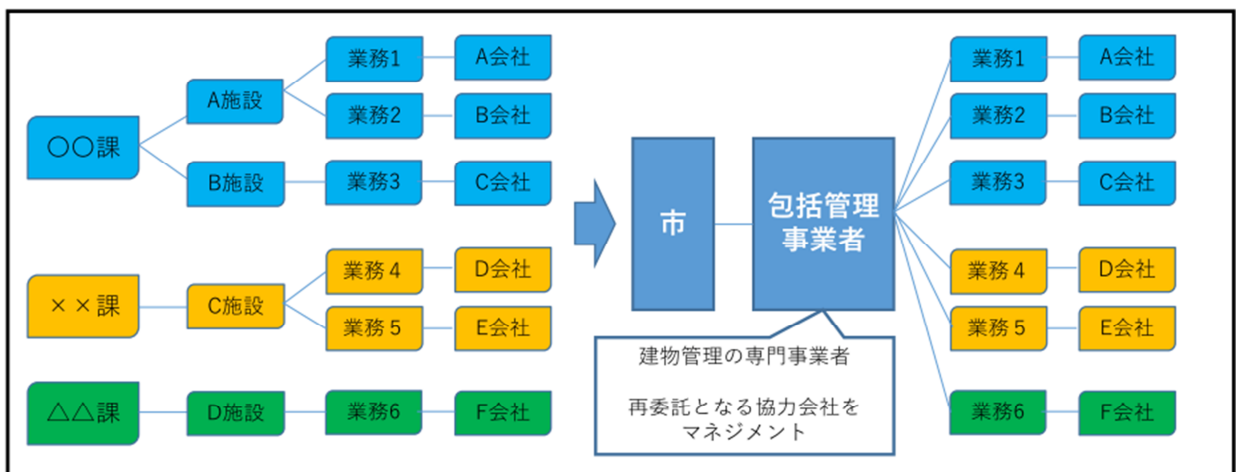 〇〇課
A施設
業務1
A会社
業務2
B会社
B施設
業務3
C会社
××課
C施設
業務4
D会社
業務5
E会社
△△課
D施設
業務6
F会社
市
包括管理
事業者
建物管理の専門事業者
再委託となる協力会社を
マネジメント
業務1
A会社
業務2
B会社
業務3
C会社
業務4
D会社
業務5
E会社
業務6
F会社